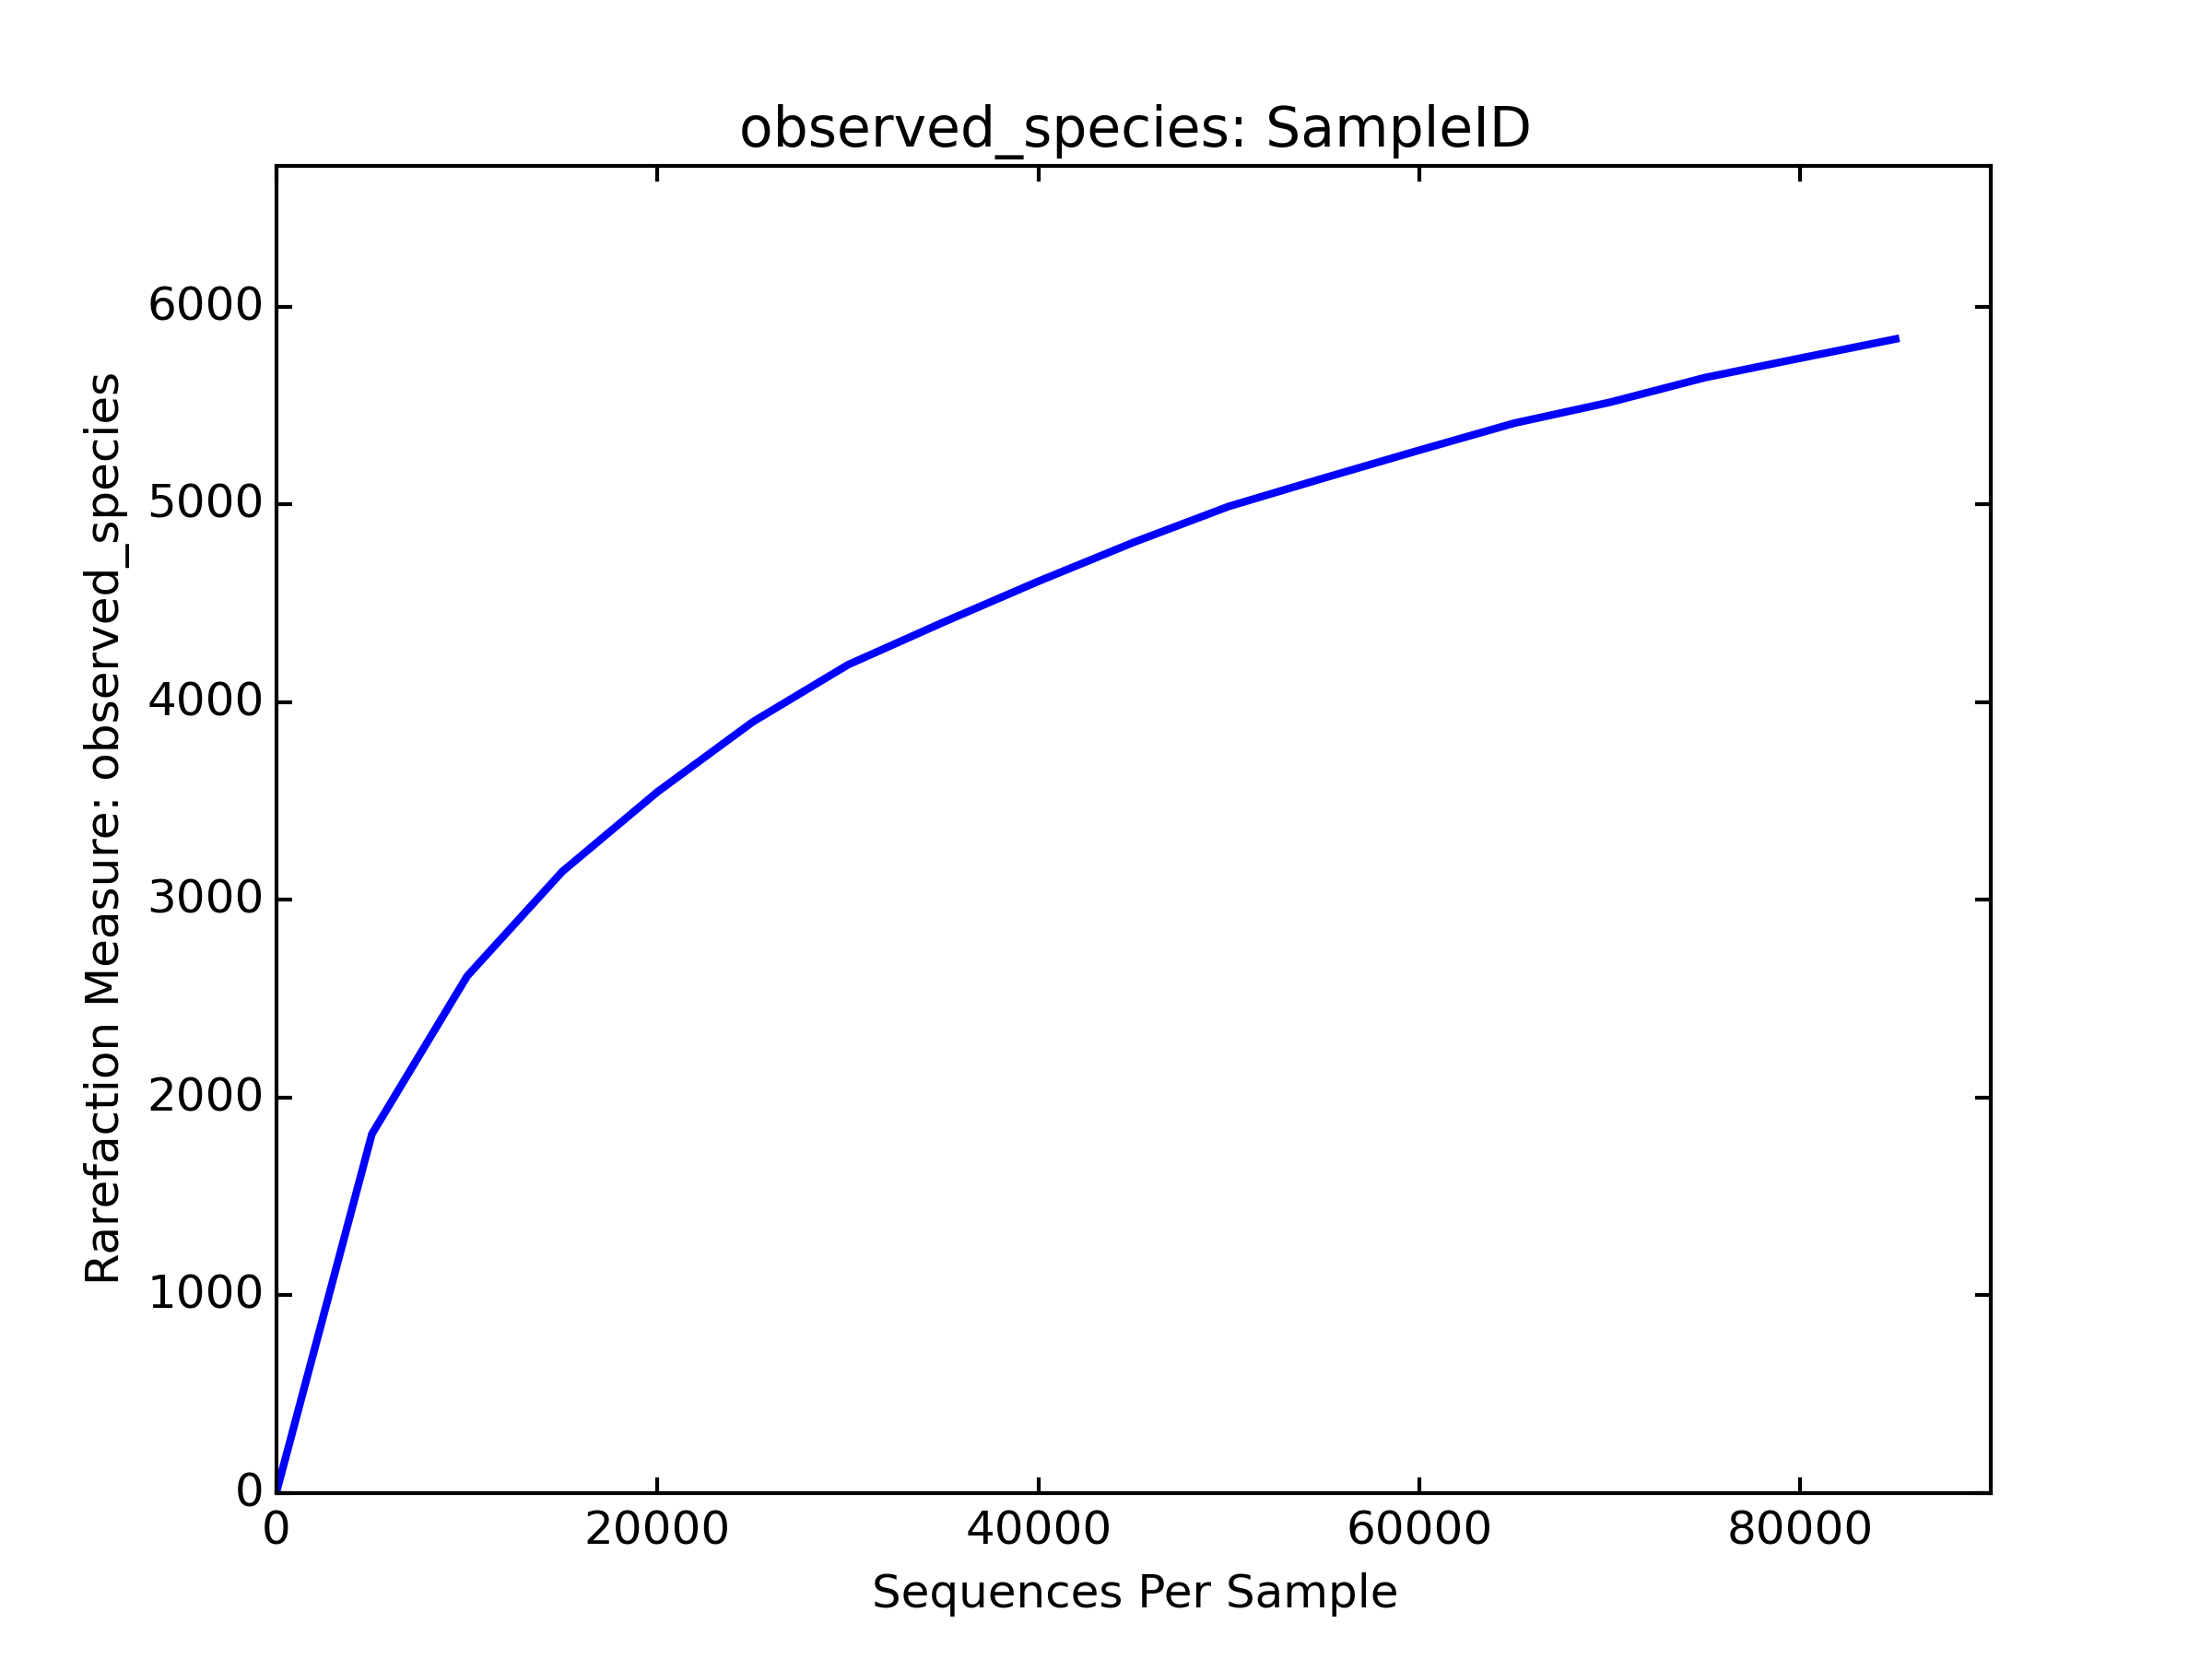 observed_species: SampleID
Rarefaction Measure: observed_species
6000
5000
4000
3000
2000
1000
0
0 20000 40000 60000 80000
Sequences Per Sample